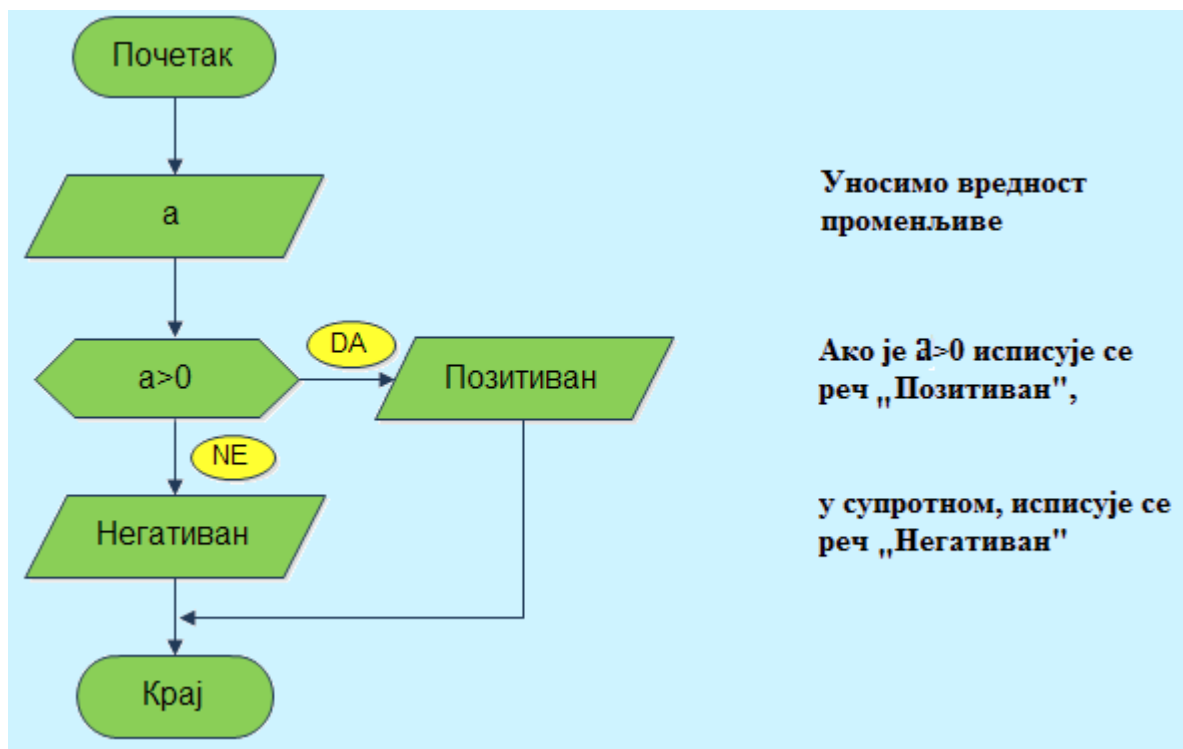 Почетак
a
Уносимо вредност
променљиве
a>0
DA
Позитиван
Ако је a>0 исписује се
реч „Позитиван",
NE
Негативан
у супротном, исписује се
реч „Негативан"
Крај